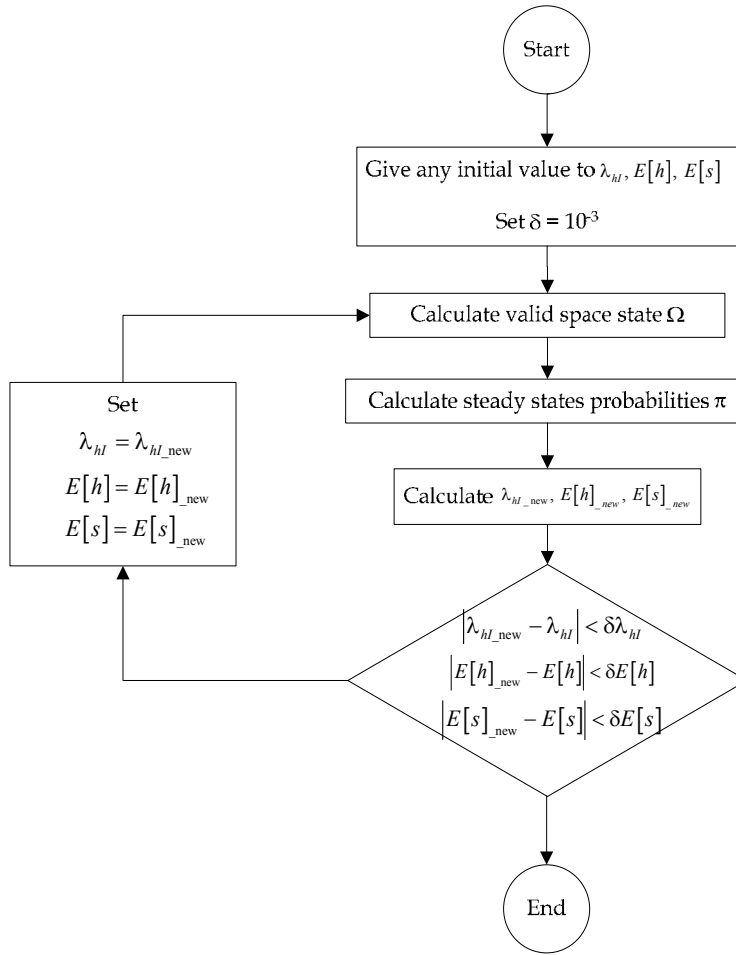 Start
Give any initial value to λ_hI, E[h], E[s]
Set δ = 10⁻³
Calculate valid space state Ω
Calculate steady states probabilities π
Calculate λ_hI_new, E[h]_new, E[s]_new
|λ_hI_new − λ_hI| < δλ_hI
|E[h]_new − E[h]| < δE[h]
|E[s]_new − E[s]| < δE[s]
Set
λ_hI = λ_hI_new
E[h] = E[h]_new
E[s] = E[s]_new
End